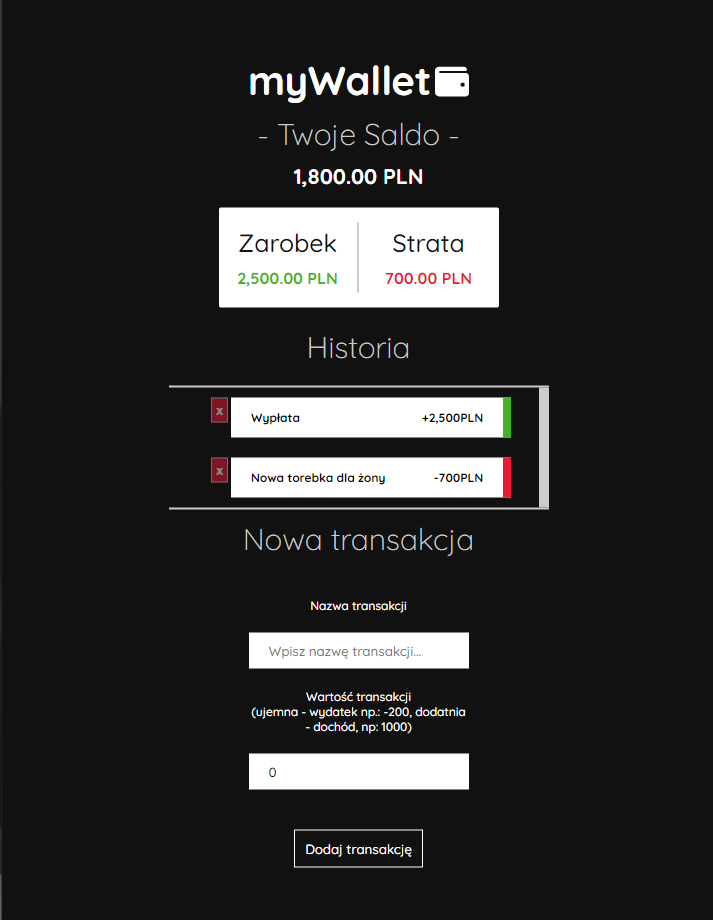 myWallet
- Twoje Saldo -
1,800.00 PLN
Zarobek Strata
2,500.00 PLN 700.00 PLN
Historia
x Wypłata +2,500PLN
x Nowa torebka dla żony -700PLN
Nowa transakcja
Nazwa transakcji
Wpisz nazwę transakcji...
Wartość transakcji
(ujemna - wydatek np.: -200, dodatnia
- dochód, np: 1000)
0
Dodaj transakcję